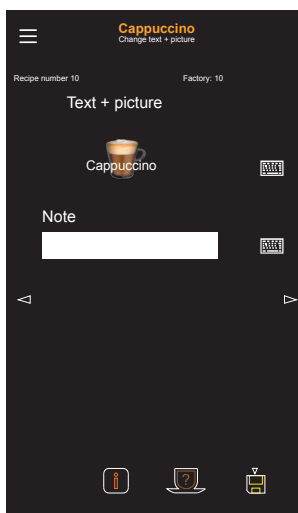 Cappuccino
Change text + picture
Recipe number 10 Factory: 10
Text + picture
Cappuccino
Note
i
?